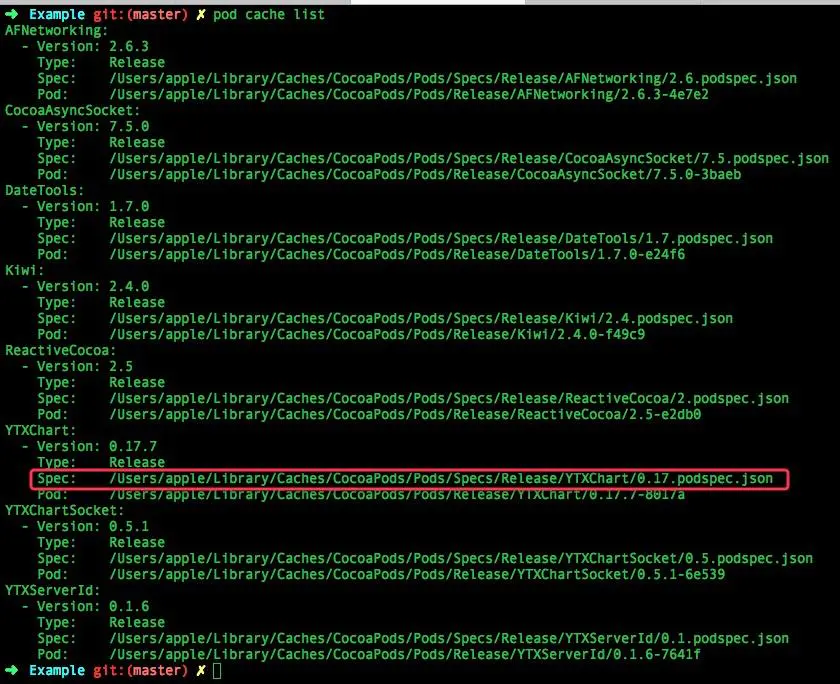 ➜ Example git:(master) ✗ pod cache list
AFNetworking:
  - Version: 2.6.3
    Type:    Release
    Spec:    /Users/apple/Library/Caches/CocoaPods/Pods/Specs/Release/AFNetworking/2.6.podspec.json
    Pod:     /Users/apple/Library/Caches/CocoaPods/Pods/Release/AFNetworking/2.6.3-4e7e2
CocoaAsyncSocket:
  - Version: 7.5.0
    Type:    Release
    Spec:    /Users/apple/Library/Caches/CocoaPods/Pods/Specs/Release/CocoaAsyncSocket/7.5.podspec.json
    Pod:     /Users/apple/Library/Caches/CocoaPods/Pods/Release/CocoaAsyncSocket/7.5.0-3baeb
DateTools:
  - Version: 1.7.0
    Type:    Release
    Spec:    /Users/apple/Library/Caches/CocoaPods/Pods/Specs/Release/DateTools/1.7.podspec.json
    Pod:     /Users/apple/Library/Caches/CocoaPods/Pods/Release/DateTools/1.7.0-e24f6
Kiwi:
  - Version: 2.4.0
    Type:    Release
    Spec:    /Users/apple/Library/Caches/CocoaPods/Pods/Specs/Release/Kiwi/2.4.podspec.json
    Pod:     /Users/apple/Library/Caches/CocoaPods/Pods/Release/Kiwi/2.4.0-f49c9
ReactiveCocoa:
  - Version: 2.5
    Type:    Release
    Spec:    /Users/apple/Library/Caches/CocoaPods/Pods/Specs/Release/ReactiveCocoa/2.podspec.json
    Pod:     /Users/apple/Library/Caches/CocoaPods/Pods/Release/ReactiveCocoa/2.5-e2db0
YTXChart:
  - Version: 0.17.7
    Type:    Release
    Spec:    /Users/apple/Library/Caches/CocoaPods/Pods/Specs/Release/YTXChart/0.17.podspec.json
    Pod:     /Users/apple/Library/Caches/CocoaPods/Pods/Release/YTXChart/0.17.7-8017a
YTXChartSocket:
  - Version: 0.5.1
    Type:    Release
    Spec:    /Users/apple/Library/Caches/CocoaPods/Pods/Specs/Release/YTXChartSocket/0.5.podspec.json
    Pod:     /Users/apple/Library/Caches/CocoaPods/Pods/Release/YTXChartSocket/0.5.1-6e539
YTXServerId:
  - Version: 0.1.6
    Type:    Release
    Spec:    /Users/apple/Library/Caches/CocoaPods/Pods/Specs/Release/YTXServerId/0.1.podspec.json
    Pod:     /Users/apple/Library/Caches/CocoaPods/Pods/Release/YTXServerId/0.1.6-7641f
➜ Example git:(master) ✗